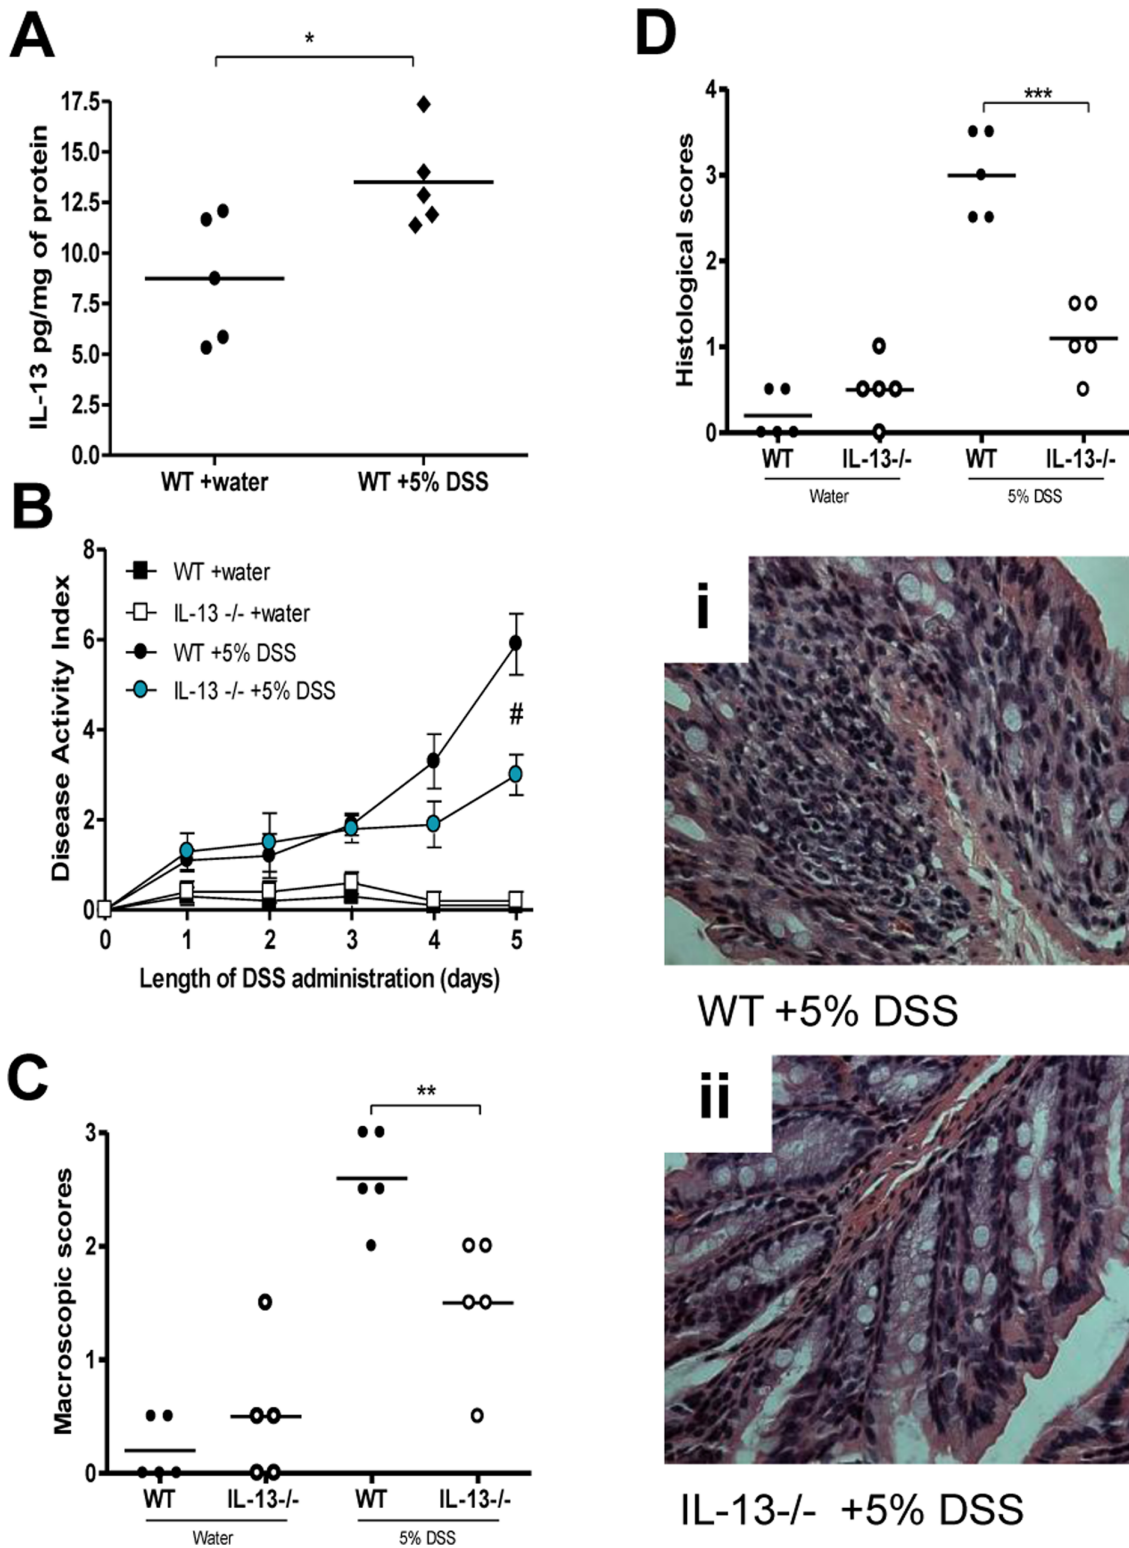 A
*
17.5
15.0
12.5
10.0
7.5
5.0
2.5
0.0
IL-13 pg/mg of protein
WT +water
WT +5% DSS
B
8
6
4
2
0
Disease Activity Index
WT +water
IL-13 -/- +water
WT +5% DSS
IL-13 -/- +5% DSS
#
0 1 2 3 4 5
Length of DSS administration (days)
C
**
3
2
1
0
Macroscopic scores
WT IL-13-/- WT IL-13-/-
Water 5% DSS
D
***
4
3
2
1
0
Histological scores
WT IL-13-/- WT IL-13-/-
Water 5% DSS
i
WT +5% DSS
ii
IL-13-/- +5% DSS